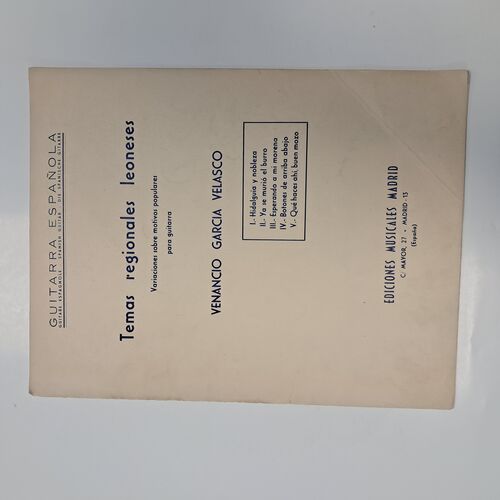 GUITARRA ESPAÑOLA
GUITARE ESPAGNOLE - SPANISH GUITAR - DIE SPANISCHE GITARRE
Temas regionales leoneses
Variaciones sobre motivos populares
para guitarra
VENANCIO GARCIA VELASCO
I.- Hidalguía y nobleza
II.- Ya se murió el burro
III.- Esperando a mi morena
IV.- Botones de arriba abajo
V.- Qué haces ahí, buen mozo
EDICIONES MUSICALES MADRID
C/ MAYOR, 27 - MADRID - 13
(España)